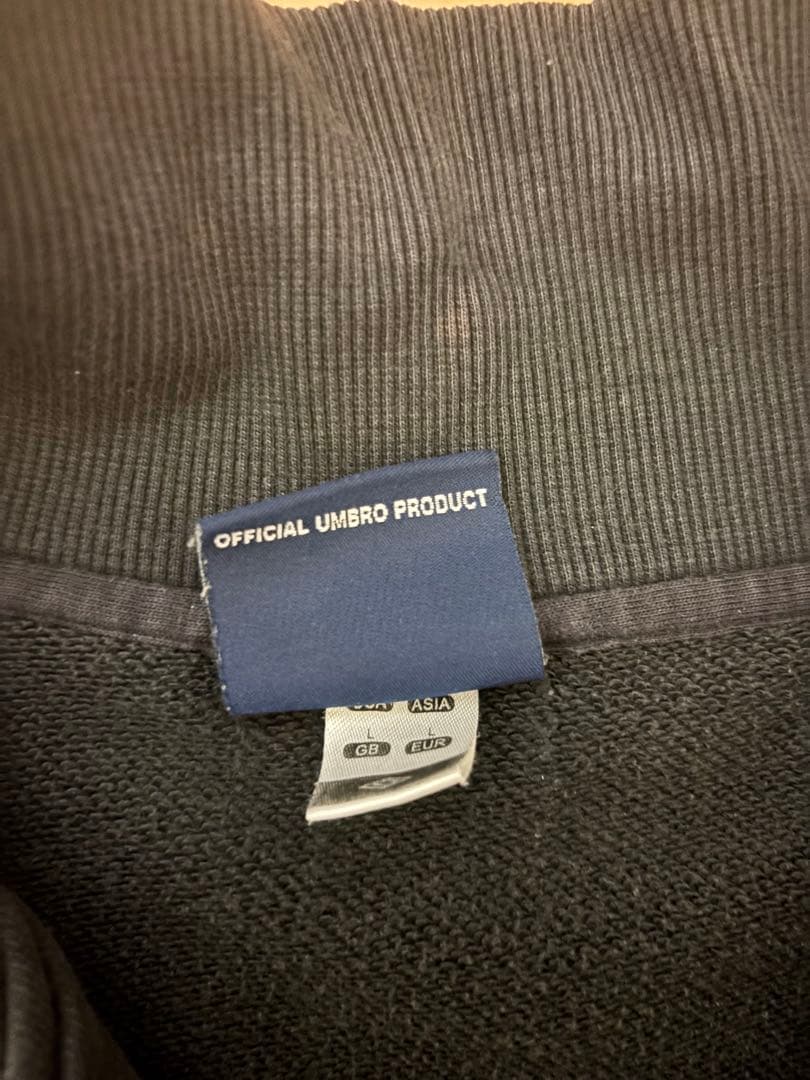 OFFICIAL UMBRO PRODUCT
ASIA
L L
GB EUR